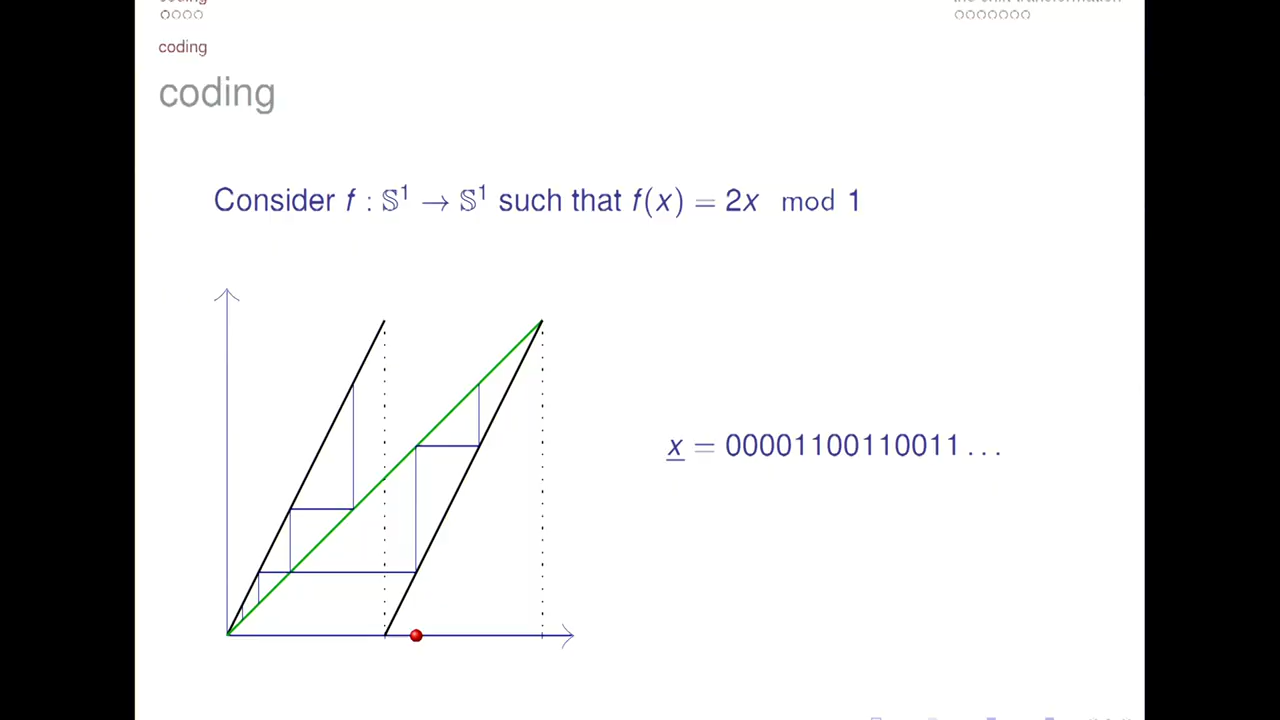 coding
coding
Consider f : 𝕊¹ → 𝕊¹ such that f(x) = 2x mod 1
x = 00001100110011 . . .